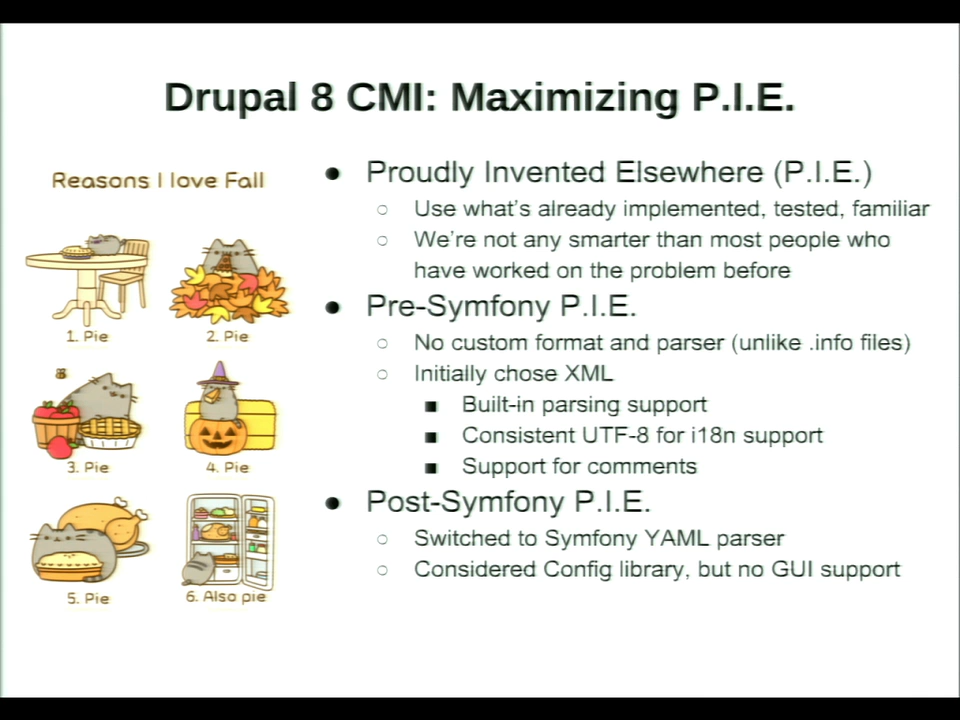 Drupal 8 CMI: Maximizing P.I.E.
Reasons I love Fall
1. Pie
2. Pie
3. Pie
4. Pie
5. Pie
6. Also pie
● Proudly Invented Elsewhere (P.I.E.)
○ Use what's already implemented, tested, familiar
○ We're not any smarter than most people who
have worked on the problem before
● Pre-Symfony P.I.E.
○ No custom format and parser (unlike .info files)
○ Initially chose XML
■ Built-in parsing support
■ Consistent UTF-8 for i18n support
■ Support for comments
● Post-Symfony P.I.E.
○ Switched to Symfony YAML parser
○ Considered Config library, but no GUI support